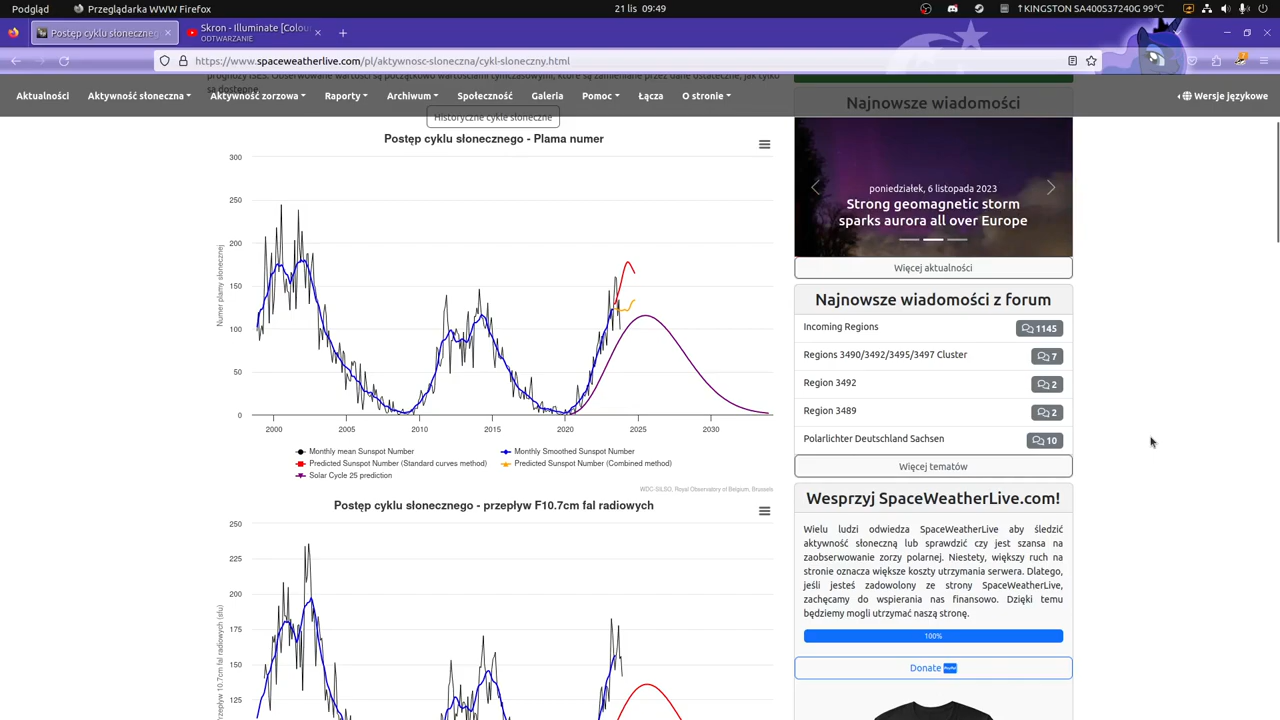 Podgląd
Przeglądarka WWW Firefox
21 lis 09:49
↑KINGSTON SA400S37240G 99°C
Postęp cyklu słoneczneg
Skron - Illuminate [Colou
ODTWARZANIE
https://www.spaceweatherlive.com/pl/aktywnosc-sloneczna/cykl-sloneczny.html
są dostępne
Aktualności
Aktywność słoneczna
Aktywność zorzowa
Raporty
Archiwum
Społeczność
Galeria
Pomoc
Łącza
O stronie
Wersje językowe
Historyczne cykle słoneczne
Postęp cyklu słonecznego - Plama numer
300
250
200
150
100
50
0
Numer plamy słonecznej
2000
2005
2010
2015
2020
2025
2030
Monthly mean Sunspot Number
Monthly Smoothed Sunspot Number
Predicted Sunspot Number (Standard curves method)
Predicted Sunspot Number (Combined method)
Solar Cycle 25 prediction
WDC-SILSO, Royal Observatory of Belgium, Brussels
Postęp cyklu słonecznego - przepływ F10.7cm fal radiowych
250
225
200
175
150
125
Przepływ 10.7cm fal radiowych (sfu)
Najnowsze wiadomości
poniedziałek, 6 listopada 2023
Strong geomagnetic storm
sparks aurora all over Europe
Więcej aktualności
Najnowsze wiadomości z forum
Incoming Regions
1145
Regions 3490/3492/3495/3497 Cluster
7
Region 3492
2
Region 3489
2
Polarlichter Deutschland Sachsen
10
Więcej tematów
Wesprzyj SpaceWeatherLive.com!
Wielu ludzi odwiedza SpaceWeatherLive aby śledzić
aktywność słoneczną lub sprawdzić czy jest szansa na
zaobserwowanie zorzy polarnej. Niestety, większy ruch na
stronie oznacza większe koszty utrzymania serwera. Dlatego,
jeśli jesteś zadowolony ze strony SpaceWeatherLive,
zachęcamy do wspierania nas finansowo. Dzięki temu
będziemy mogli utrzymać naszą stronę.
100%
Donate